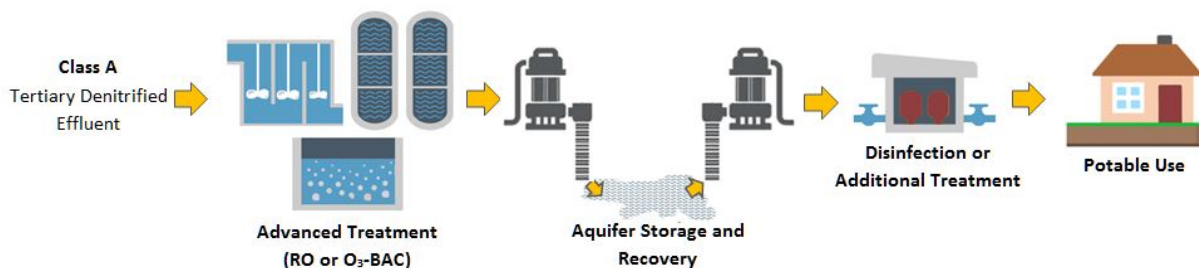 Class A
Tertiary Denitrified
Effluent
Advanced Treatment
(RO or O₃-BAC)
Aquifer Storage and
Recovery
Disinfection or
Additional Treatment
Potable Use